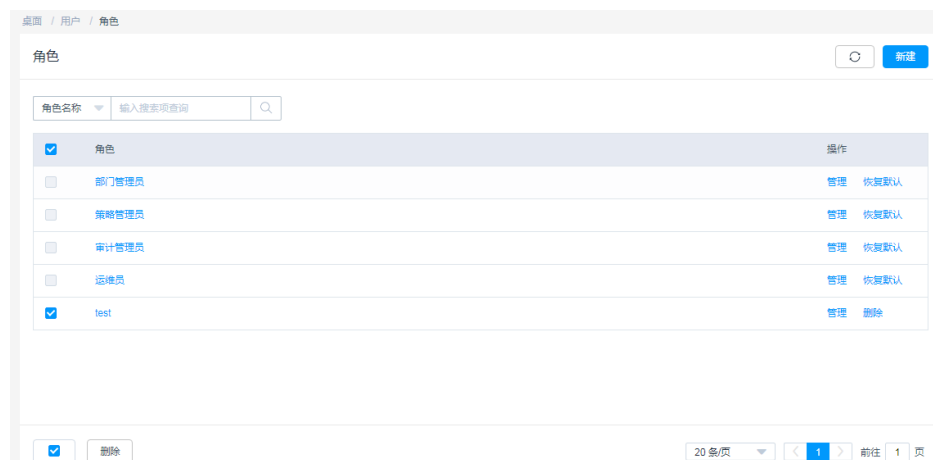 桌面 / 用户 / 角色
角色
新建
角色名称 输入搜索项查询
角色 操作
部门管理员 管理 恢复默认
策略管理员 管理 恢复默认
审计管理员 管理 恢复默认
运维员 管理 恢复默认
test 管理 删除
删除 20 条/页 1 前往 1 页